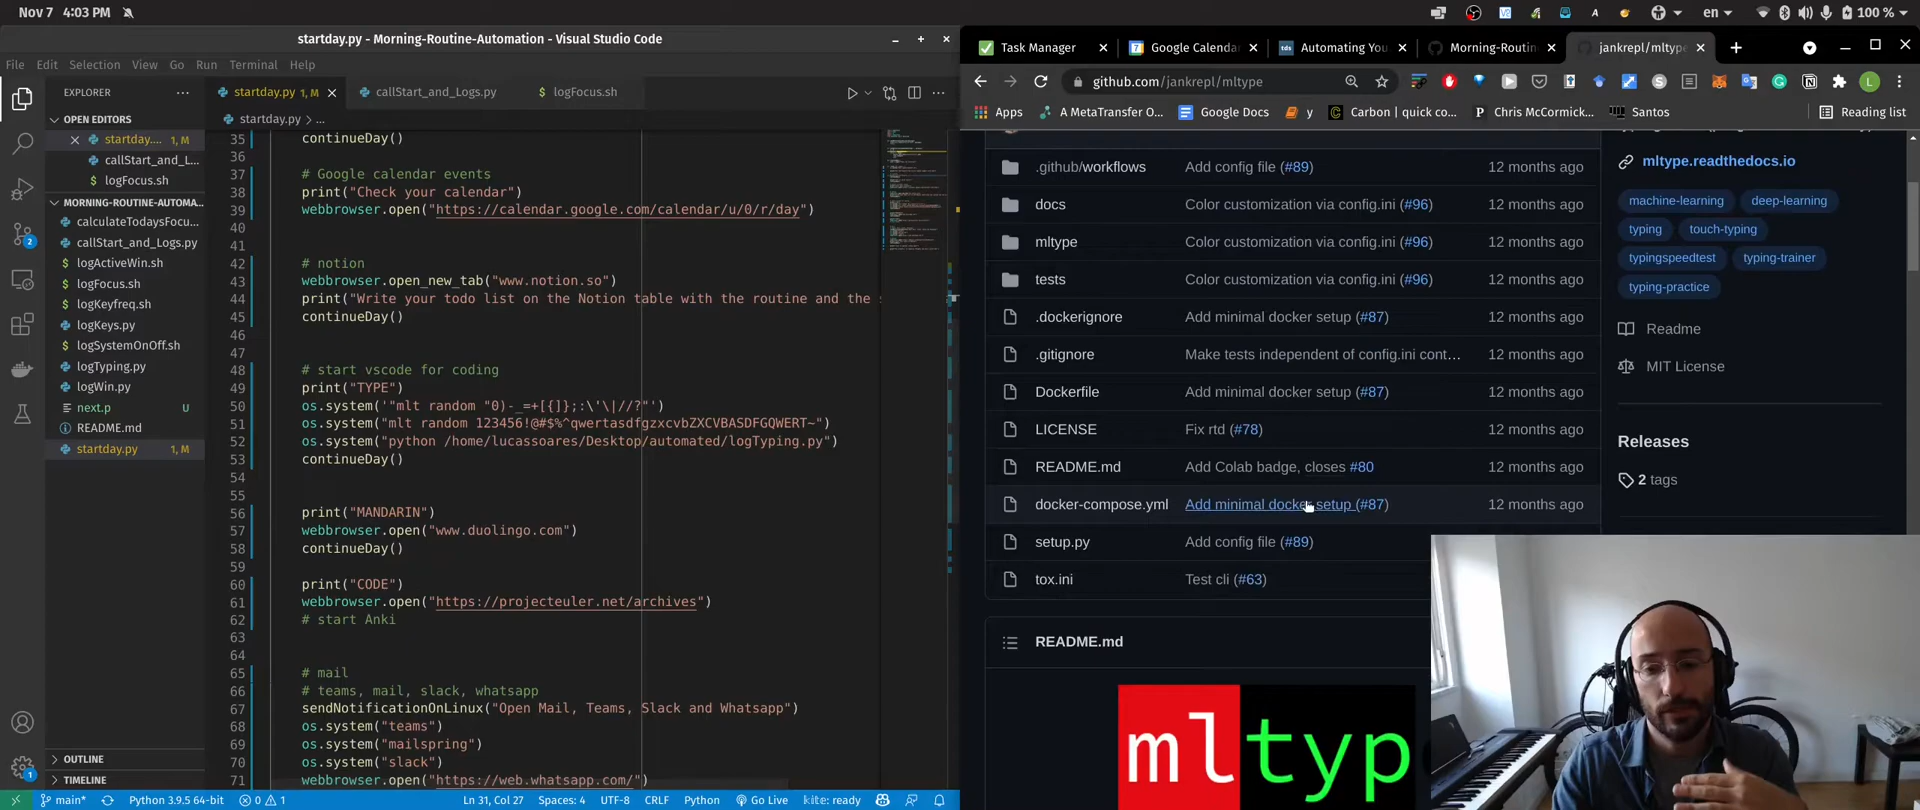 Nov 7 4:03 PM
en
100 %
startday.py - Morning-Routine-Automation - Visual Studio Code
File Edit Selection View Go Run Terminal Help
EXPLORER
OPEN EDITORS
startday.... 1, M
callStart_and_L...
logFocus.sh
MORNING-ROUTINE-AUTOMA...
calculateTodaysFocu...
callStart_and_Logs.py
logActiveWin.sh
logFocus.sh
logKeyfreq.sh
logKeys.py
logSystemOnOff.sh
logTyping.py
logWin.py
next.p U
README.md
startday.py 1, M
OUTLINE
TIMELINE
startday.py 1, M
callStart_and_Logs.py
logFocus.sh
startday.py > ...
35 continueDay()
36
37 # Google calendar events
38 print("Check your calendar")
39 webbrowser.open("https://calendar.google.com/calendar/u/0/r/day")
40
41
42 # notion
43 webbrowser.open_new_tab("www.notion.so")
44 print("Write your todo list on the Notion table with the routine and the s
45 continueDay()
46
47
48 # start vscode for coding
49 print("TYPE")
50 os.system('"mlt random "0)-_=+[{]};:\'\|//?"')
51 os.system("mlt random 123456!@#$%^qwertasdfgzxcvbZXCVBASDFGQWERT~")
52 os.system("python /home/lucassoares/Desktop/automated/logTyping.py")
53 continueDay()
54
55
56 print("MANDARIN")
57 webbrowser.open("www.duolingo.com")
58 continueDay()
59
60 print("CODE")
61 webbrowser.open("https://projecteuler.net/archives")
62 # start Anki
63
64
65 # mail
66 # teams, mail, slack, whatsapp
67 sendNotificationOnLinux("Open Mail, Teams, Slack and Whatsapp")
68 os.system("teams")
69 os.system("mailspring")
70 os.system("slack")
71 webbrowser.open("https://web.whatsapp.com/")
main* Python 3.9.5 64-bit 0 1 Ln 31, Col 27 Spaces: 4 UTF-8 CRLF Python Go Live kite: ready
Task Manager
Google Calenda
Automating You
Morning-Routin
jankrepl/mltype
github.com/jankrepl/mltype
Apps
A MetaTransfer O...
Google Docs
y
Carbon | quick co...
Chris McCormick...
Santos
Reading list
.github/workflows Add config file (#89) 12 months ago
docs Color customization via config.ini (#96) 12 months ago
mltype Color customization via config.ini (#96) 12 months ago
tests Color customization via config.ini (#96) 12 months ago
.dockerignore Add minimal docker setup (#87) 12 months ago
.gitignore Make tests independent of config.ini cont... 12 months ago
Dockerfile Add minimal docker setup (#87) 12 months ago
LICENSE Fix rtd (#78) 12 months ago
README.md Add Colab badge, closes #80 12 months ago
docker-compose.yml Add minimal docker setup (#87) 12 months ago
setup.py Add config file (#89)
tox.ini Test cli (#63)
README.md
mltyp
mltype.readthedocs.io
machine-learning deep-learning
typing touch-typing
typingspeedtest typing-trainer
typing-practice
Readme
MIT License
Releases
2 tags